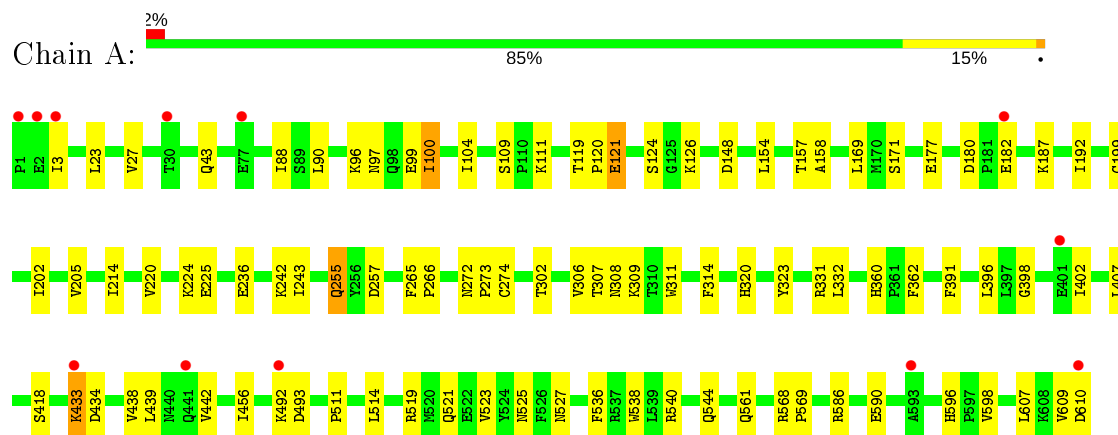 2%
Chain A:
85% 15% •
P1 E2 I3 L23 V27 T30 Q43 E77 I88 S89 L90 K96 N97 Q98 E99 I100 I104 S109 P110 K111 T119 P120 E121 S124 G125 K126 D148 L154 T157 A158 L169 M170 S171 E177 D180 P181 E182 K187 I192
I202 V205 I214 V220 K224 E225 E236 K242 I243 Q255 Y256 D257 F265 P266 N272 P273 C274 T302 V306 T307 N308 K309 T310 W311 F314 H320 Y323 R331 L332 H360 P361 F362 F391 L396 L397 G398 E401 I402 L407
S418 K433 D434 V438 L439 N440 Q441 V442 I456 K492 D493 P511 L514 R519 M520 Q521 E522 V523 Y524 N525 F526 N527 F536 R537 W538 L539 R540 Q544 Q561 R568 P569 R586 E590 A593 H596 P597 V598 L607 K608 V609 D610